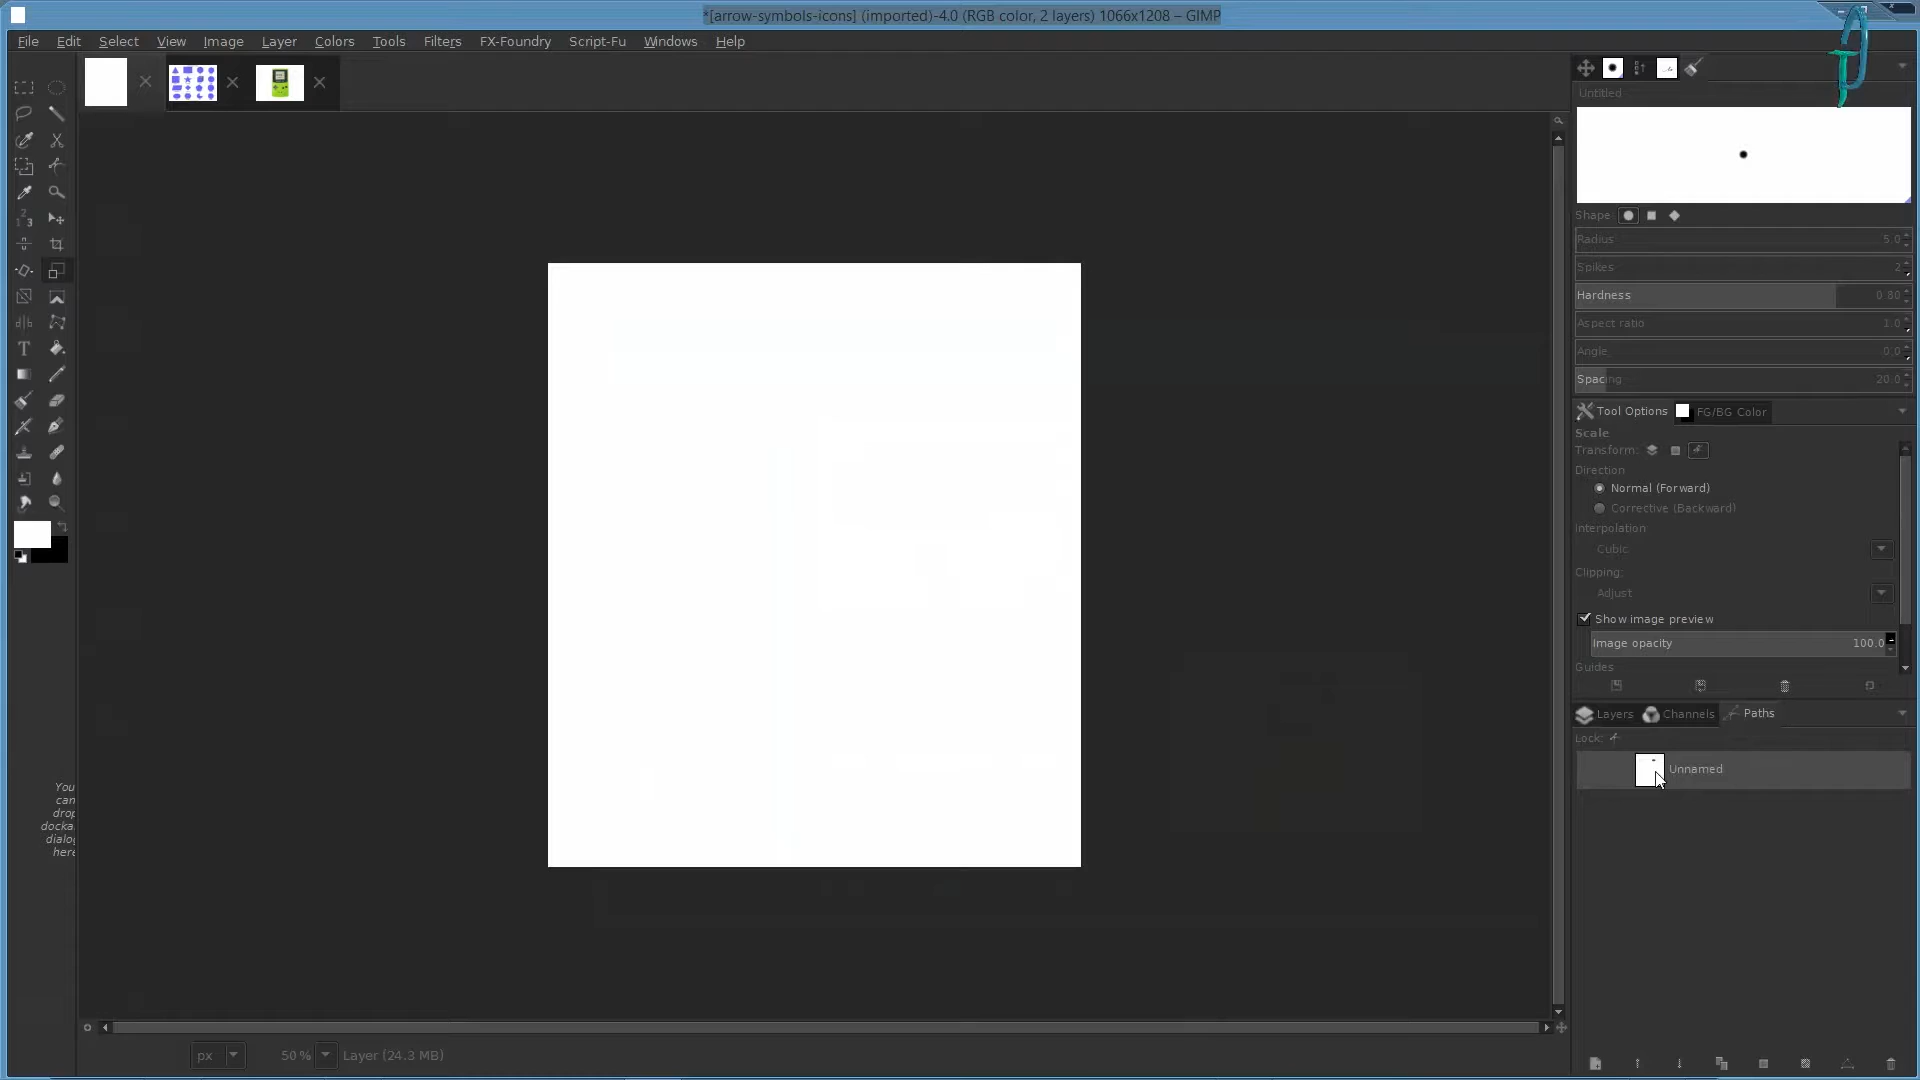 *[arrow-symbols-icons] (imported)-4.0 (RGB color, 2 layers) 1066x1208 – GIMP
File Edit Select View Image Layer Colors Tools Filters FX-Foundry Script-Fu Windows Help
Untitled
Shape:
Radius 5.0
Spikes 2
Hardness 0.80
Aspect ratio 1.0
Angle 0.0
Spacing 20.0
Tool Options FG/BG Color
Scale
Transform:
Direction
Normal (Forward)
Corrective (Backward)
Interpolation:
Cubic
Clipping:
Adjust
Show image preview
Image opacity 100.0
Guides
Layers Channels Paths
Lock:
Unnamed
You
can
drop
docka
dialog
here
px 50 % Layer (24.3 MB)